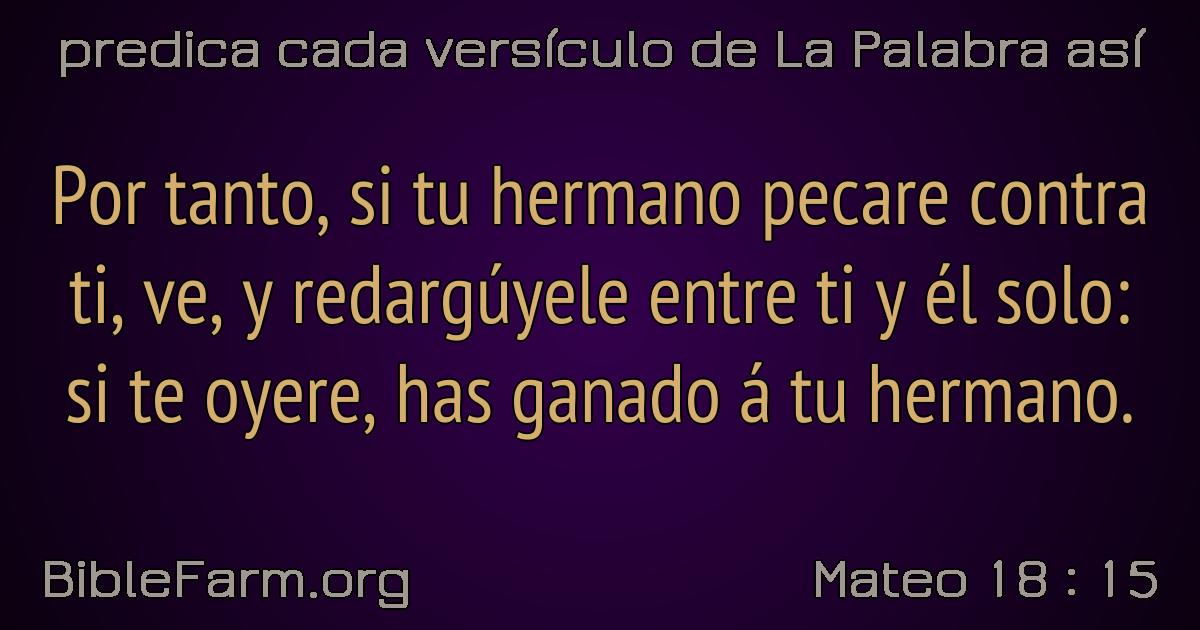 predica cada versículo de La Palabra así
Por tanto, si tu hermano pecare contra
ti, ve, y redargúyele entre ti y él solo:
si te oyere, has ganado á tu hermano.
BibleFarm.org
Mateo 18 : 15